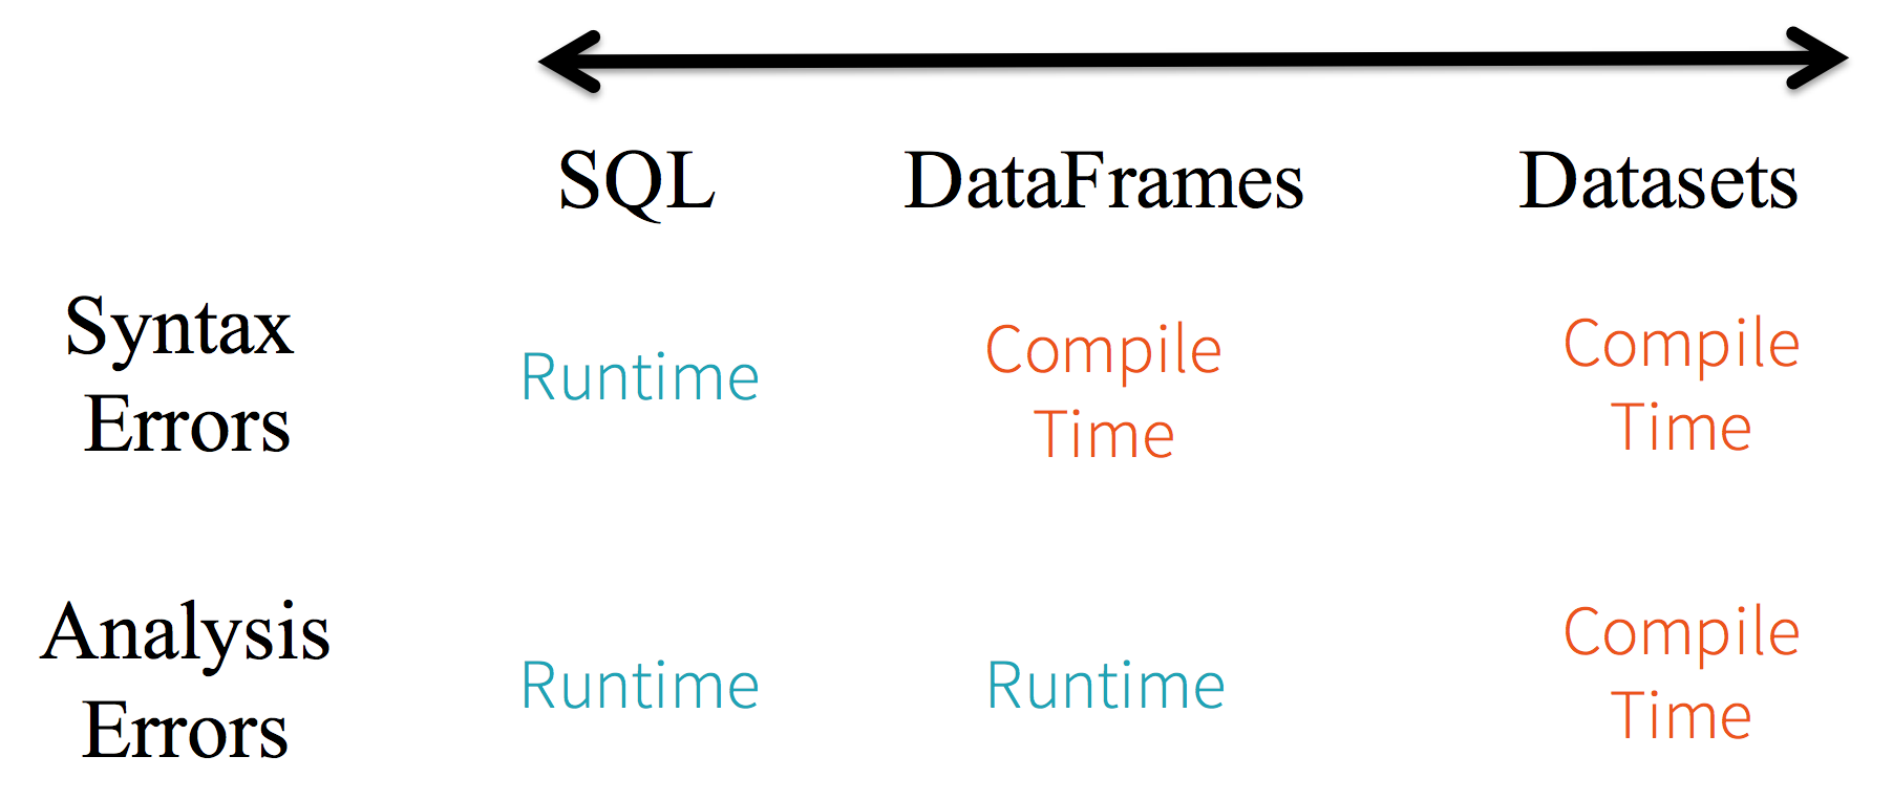 SQL DataFrames Datasets
Syntax
Errors
Runtime
Compile
Time
Compile
Time
Analysis
Errors
Runtime
Runtime
Compile
Time